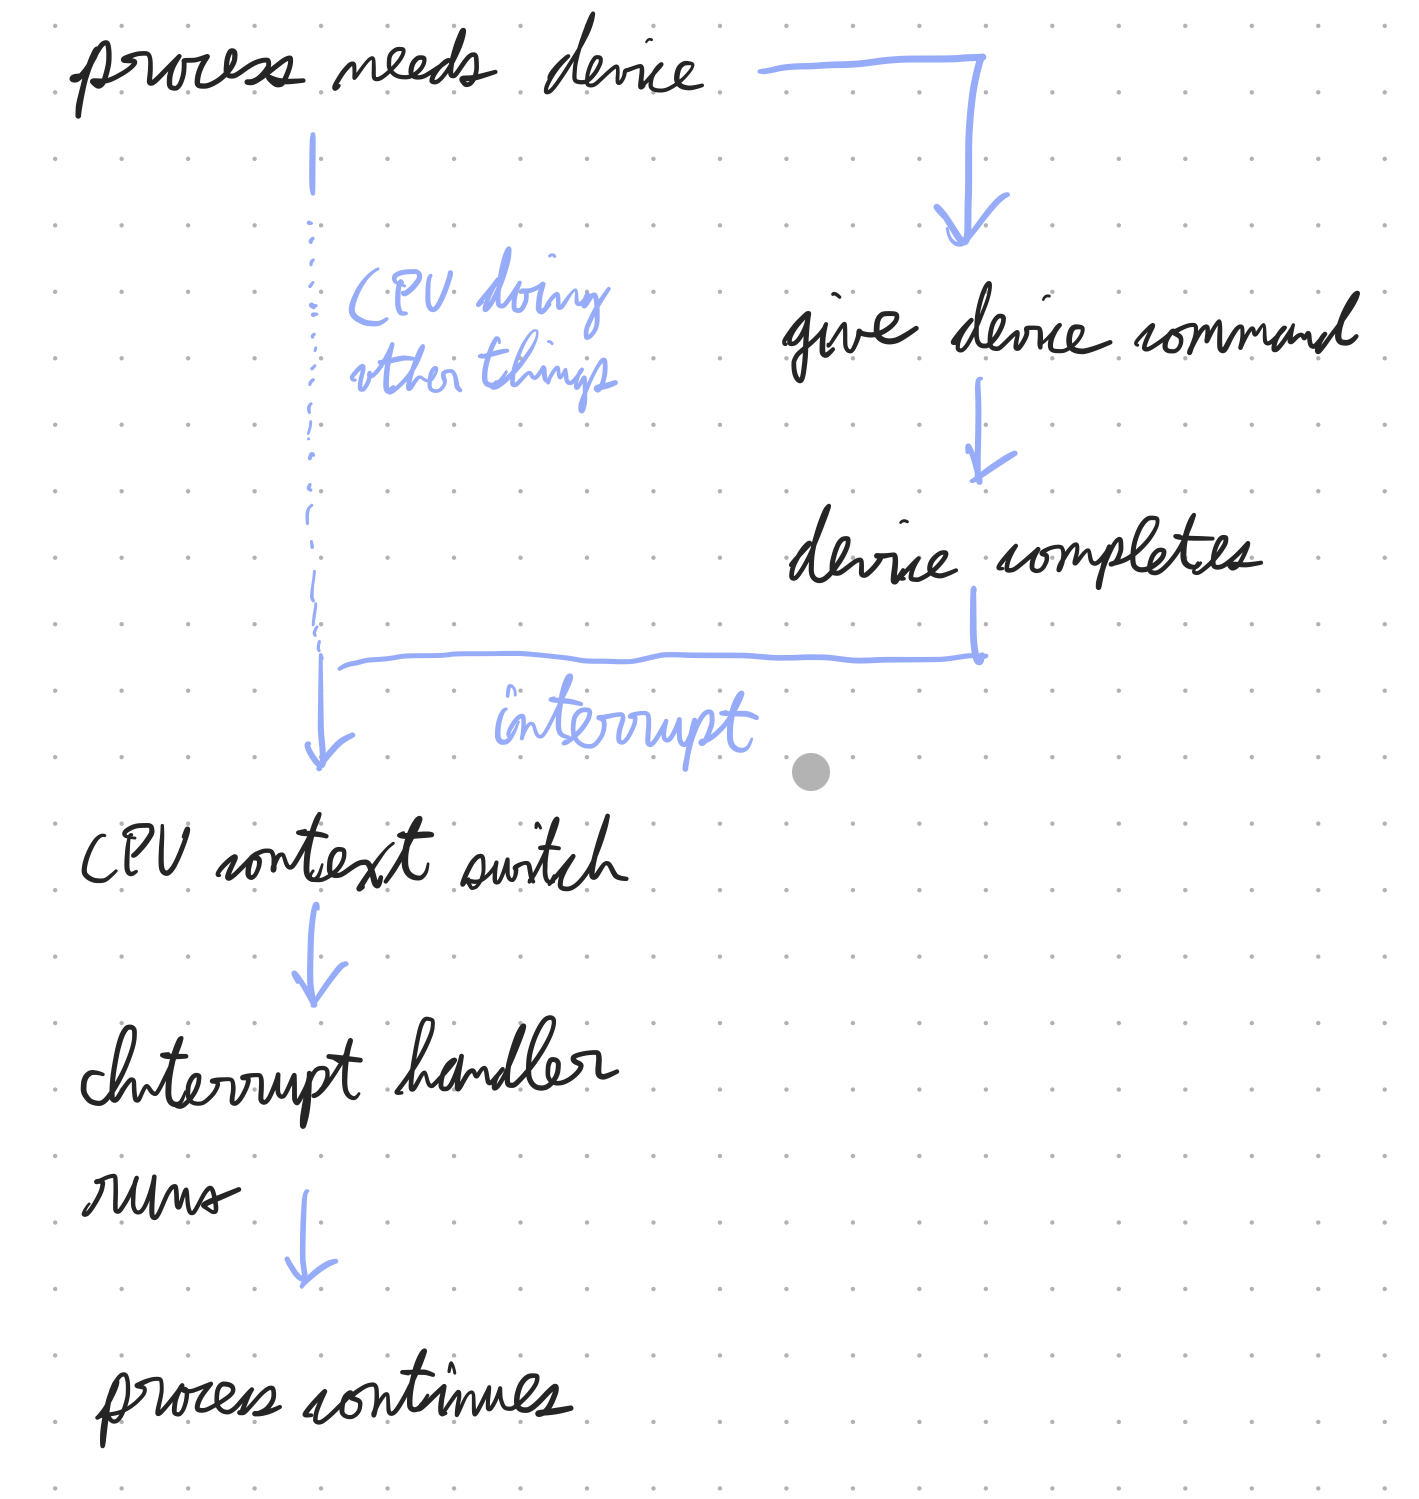 process needs device
CPU doing
other things
give device command
device completes
interrupt
CPU context switch
Interrupt handler
runs
process continues